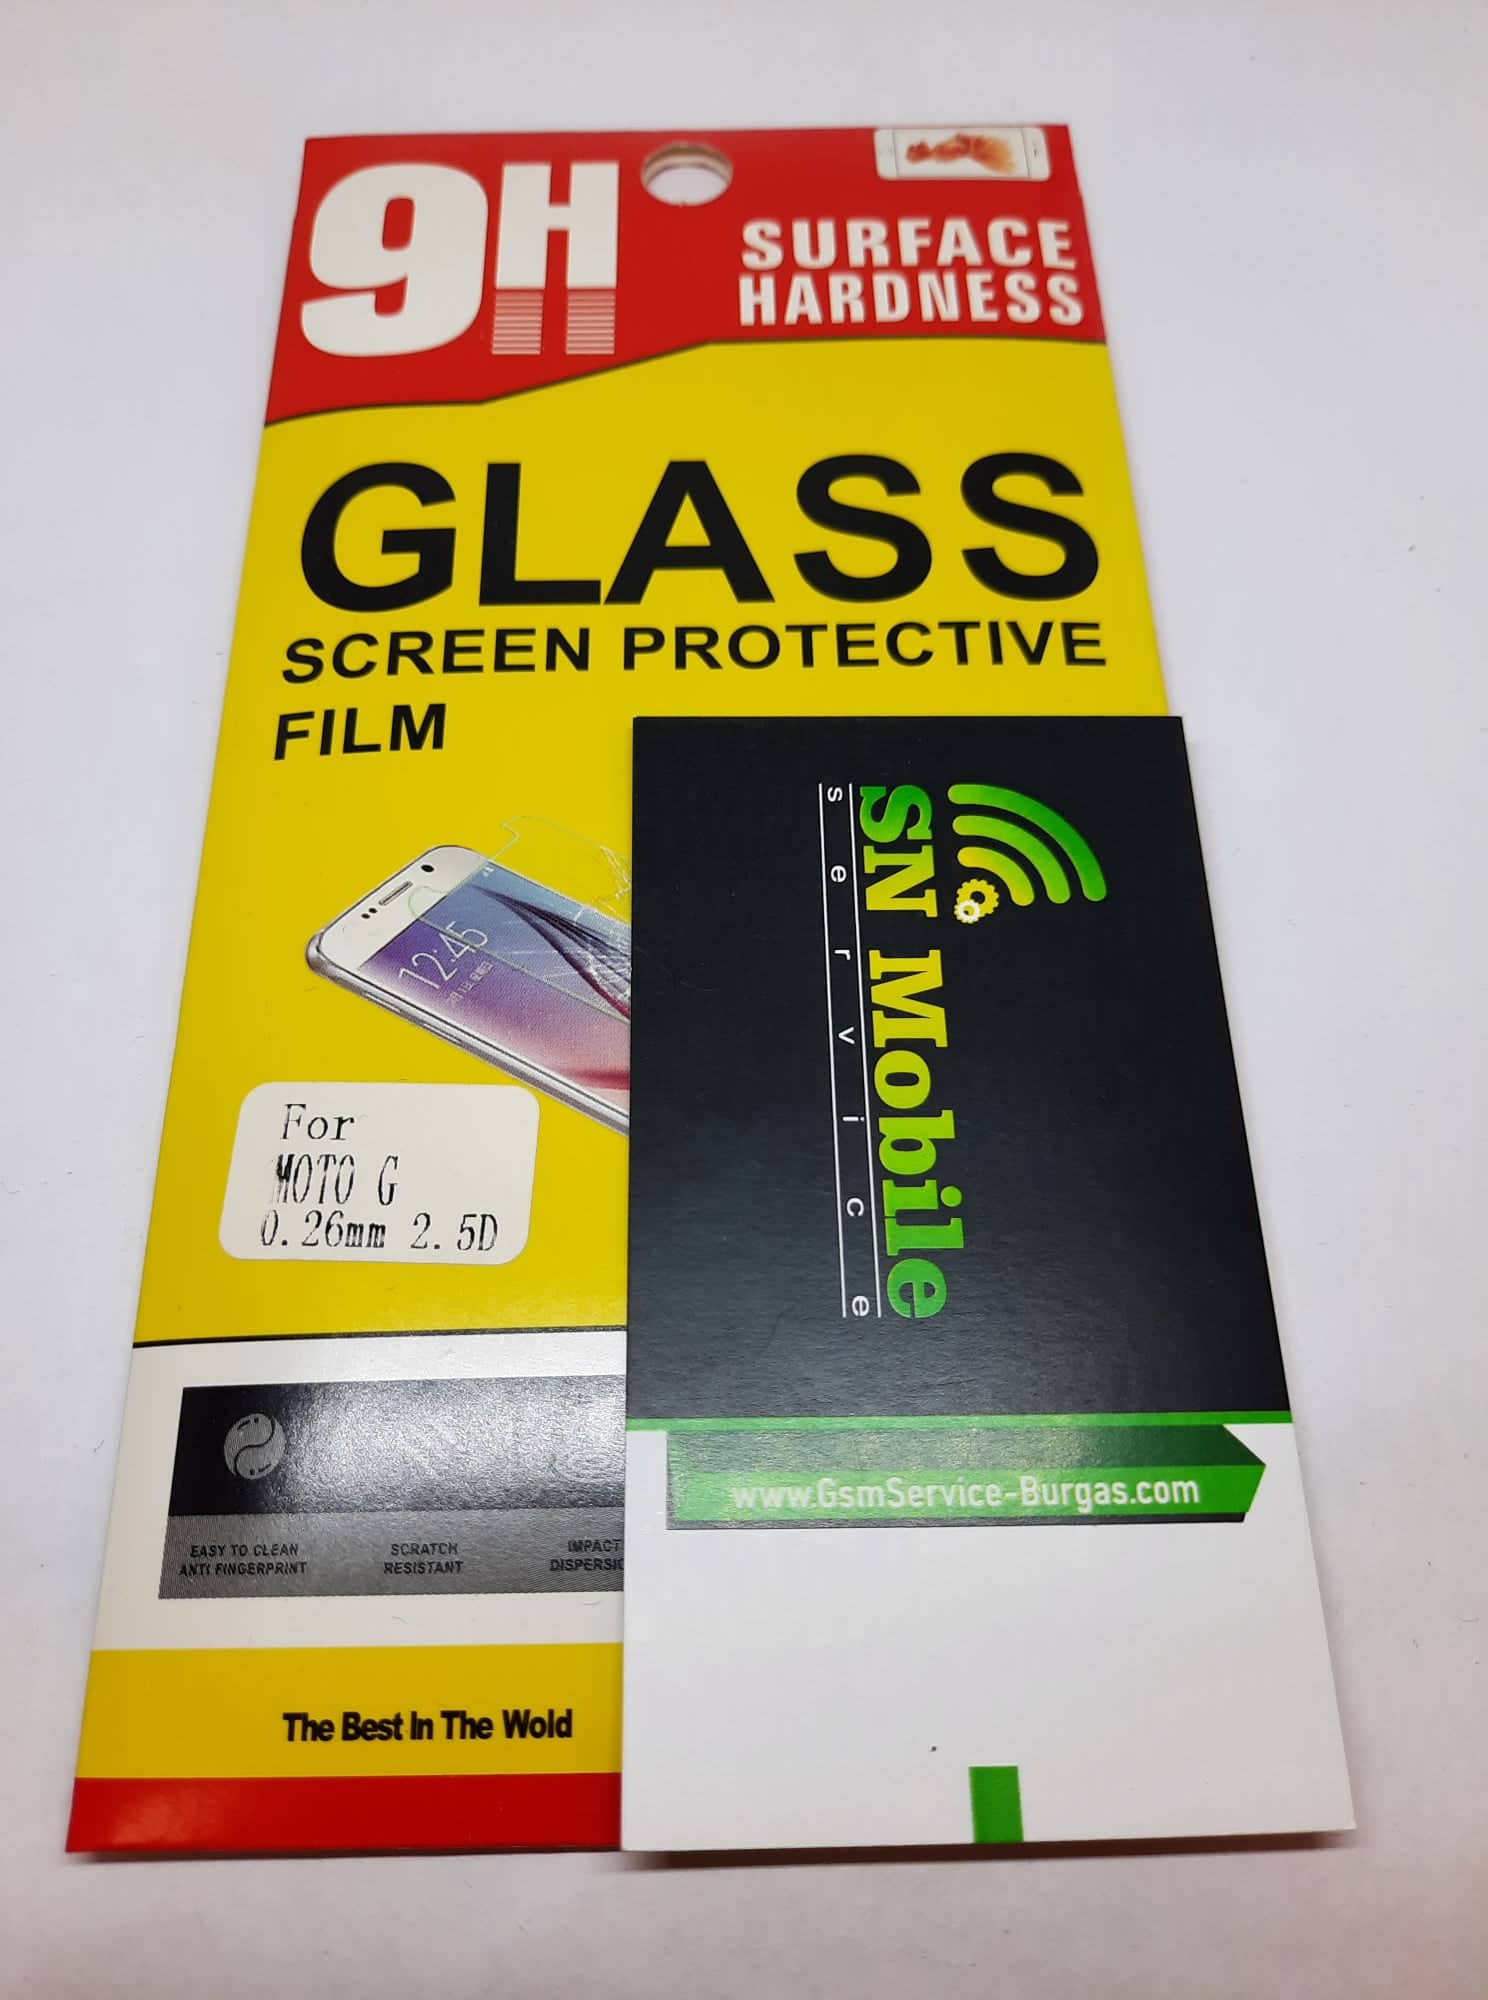 9H
SURFACE
HARDNESS
GLASS
SCREEN PROTECTIVE
FILM
12:45
For
MOTO G
0.26mm 2.5D
SN Mobile
service
www.GsmService-Burgas.com
EASY TO CLEAN
ANTI FINGERPRINT
SCRATCH
RESISTANT
IMPACT
The Best In The Wold